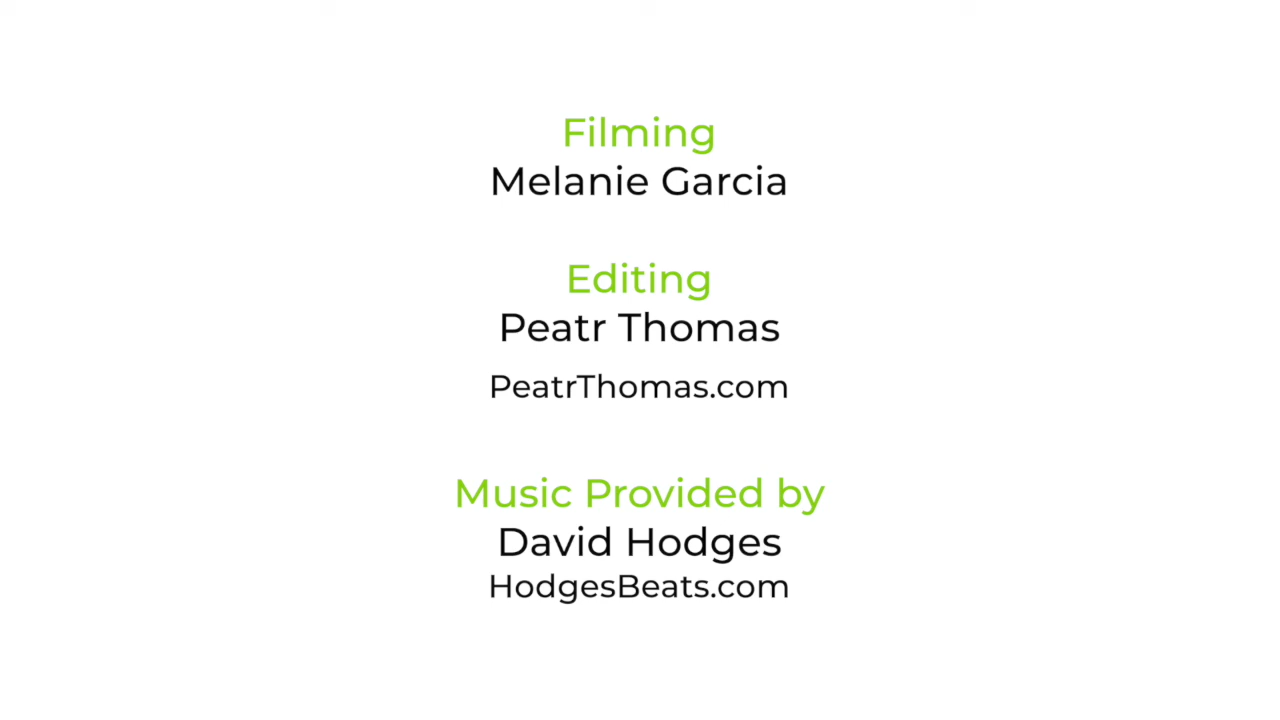 Filming
Melanie Garcia
Editing
Peatr Thomas
PeatrThomas.com
Music Provided by
David Hodges
HodgesBeats.com